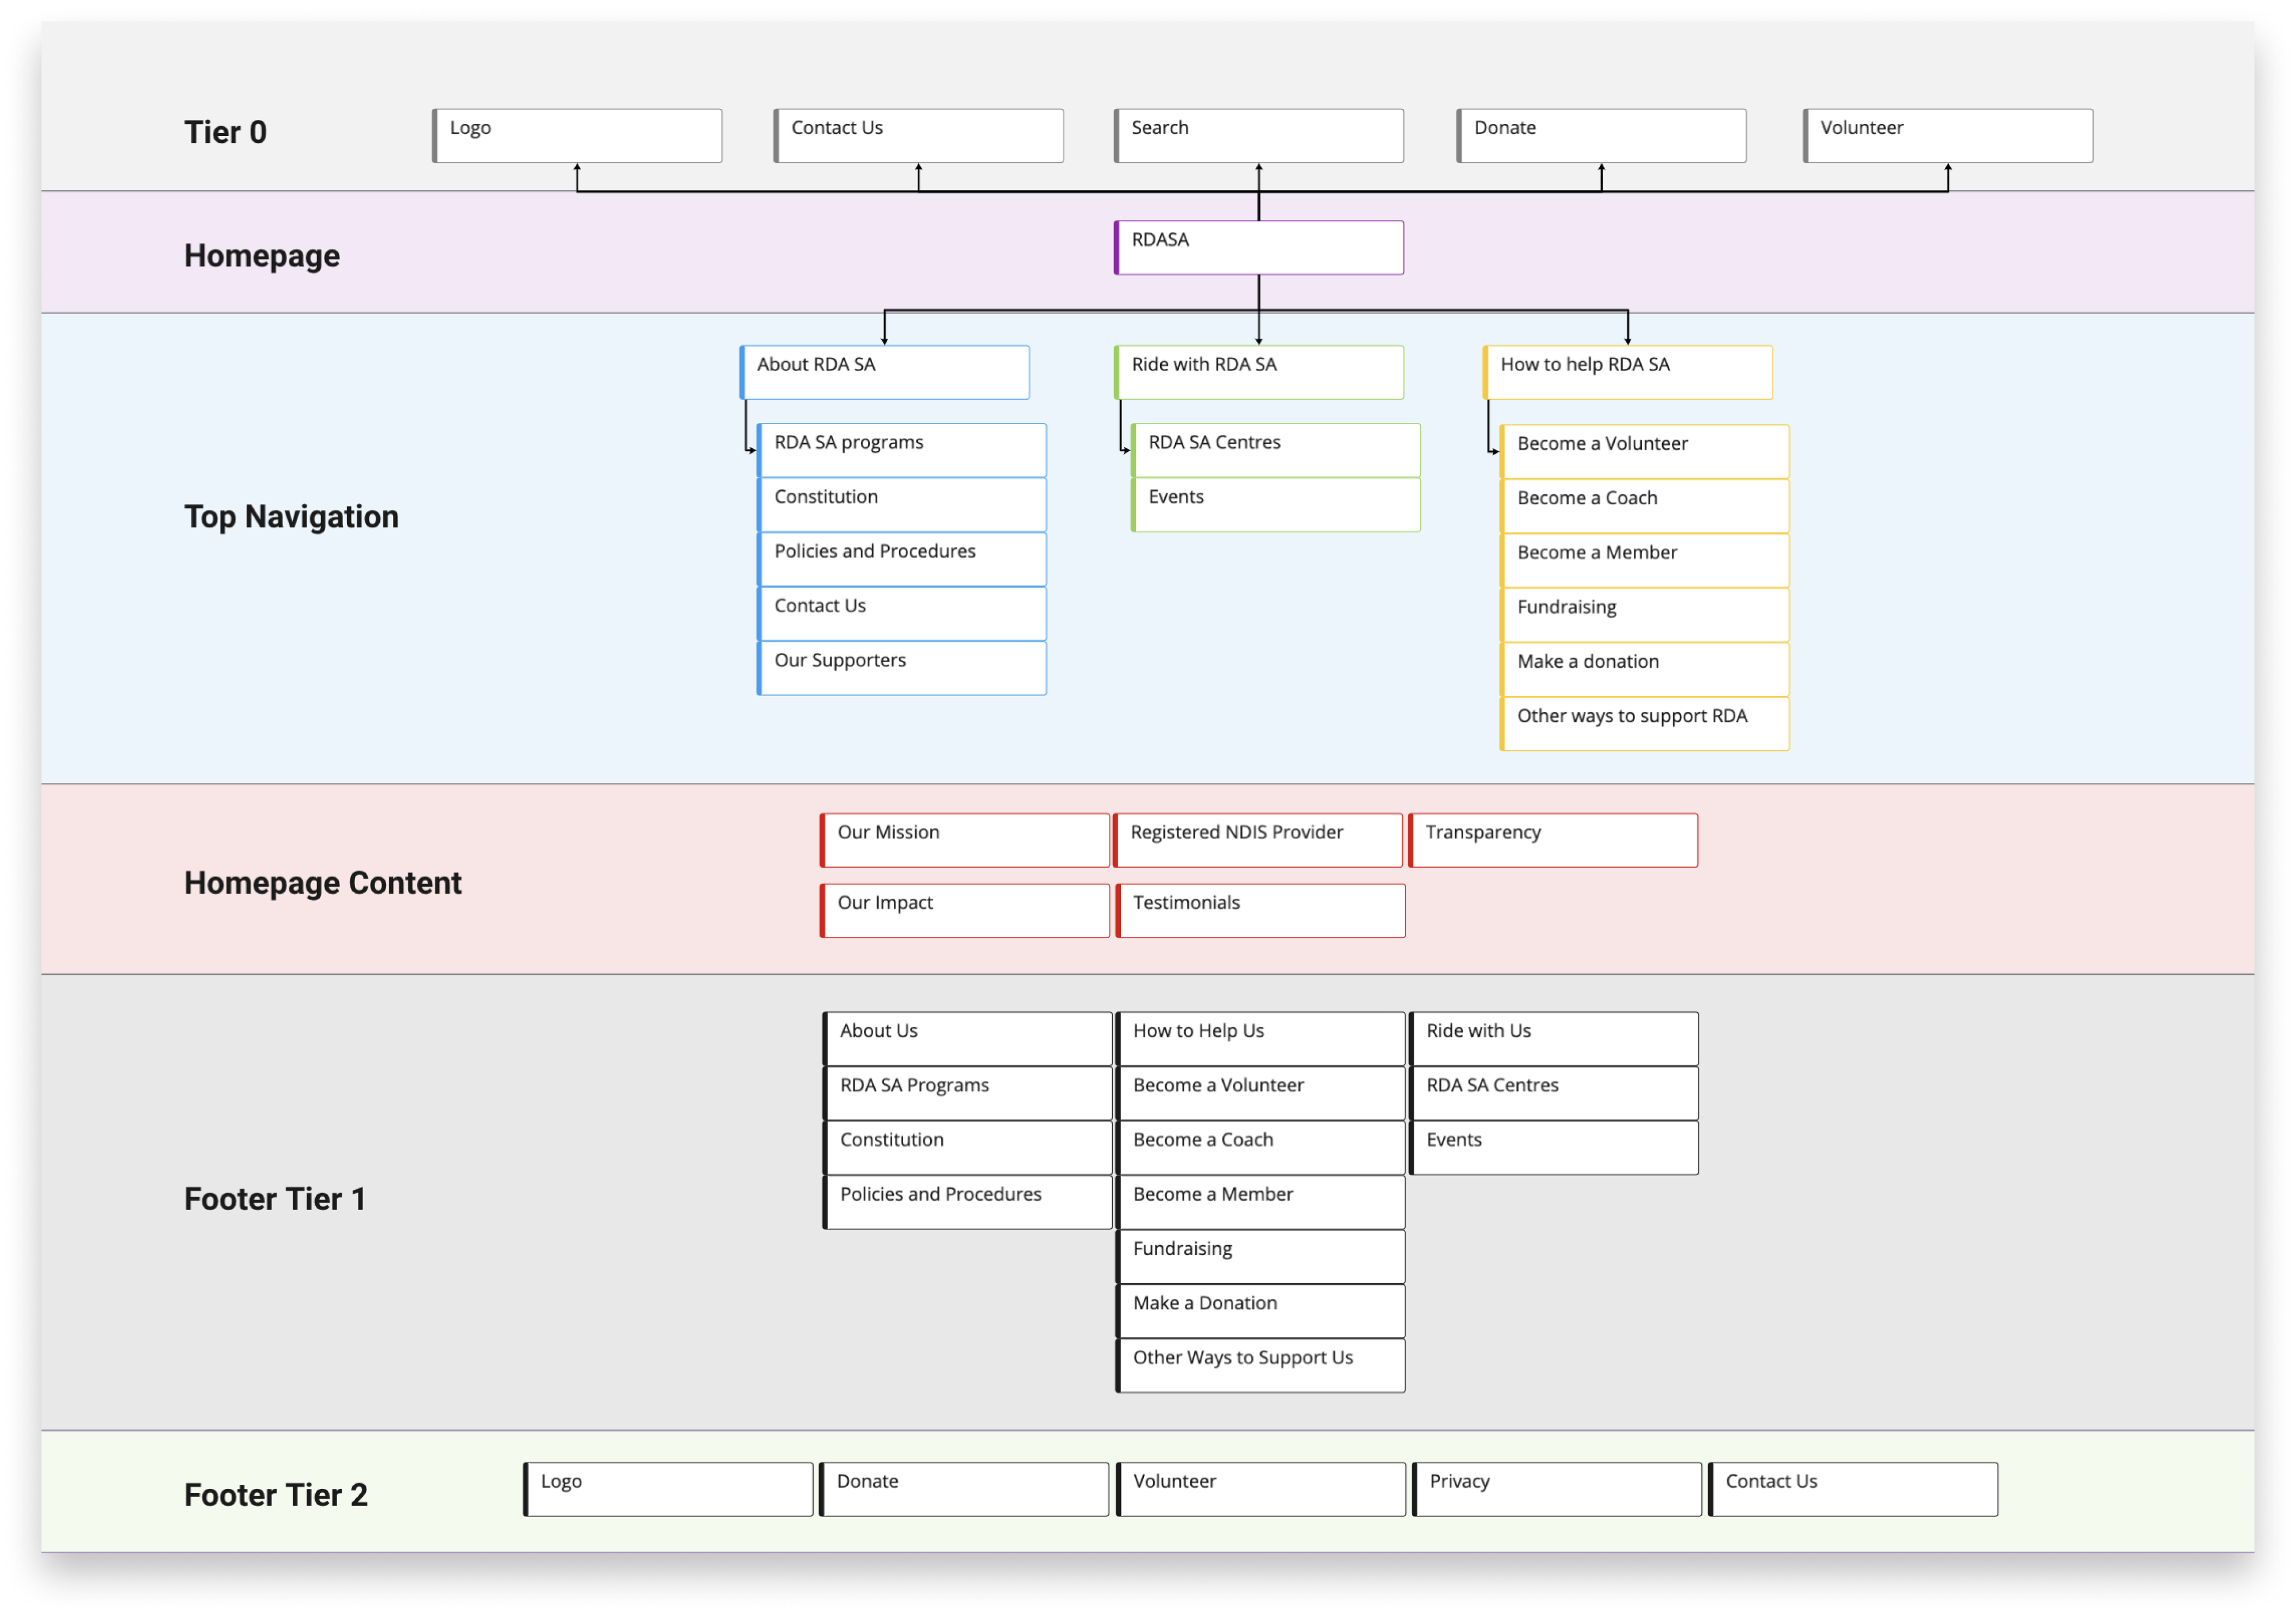 Tier 0
Logo
Contact Us
Search
Donate
Volunteer
Homepage
RDASA
Top Navigation
About RDA SA
RDA SA programs
Constitution
Policies and Procedures
Contact Us
Our Supporters
Ride with RDA SA
RDA SA Centres
Events
How to help RDA SA
Become a Volunteer
Become a Coach
Become a Member
Fundraising
Make a donation
Other ways to support RDA
Homepage Content
Our Mission
Registered NDIS Provider
Transparency
Our Impact
Testimonials
Footer Tier 1
About Us
RDA SA Programs
Constitution
Policies and Procedures
How to Help Us
Become a Volunteer
Become a Coach
Become a Member
Fundraising
Make a Donation
Other Ways to Support Us
Ride with Us
RDA SA Centres
Events
Footer Tier 2
Logo
Donate
Volunteer
Privacy
Contact Us